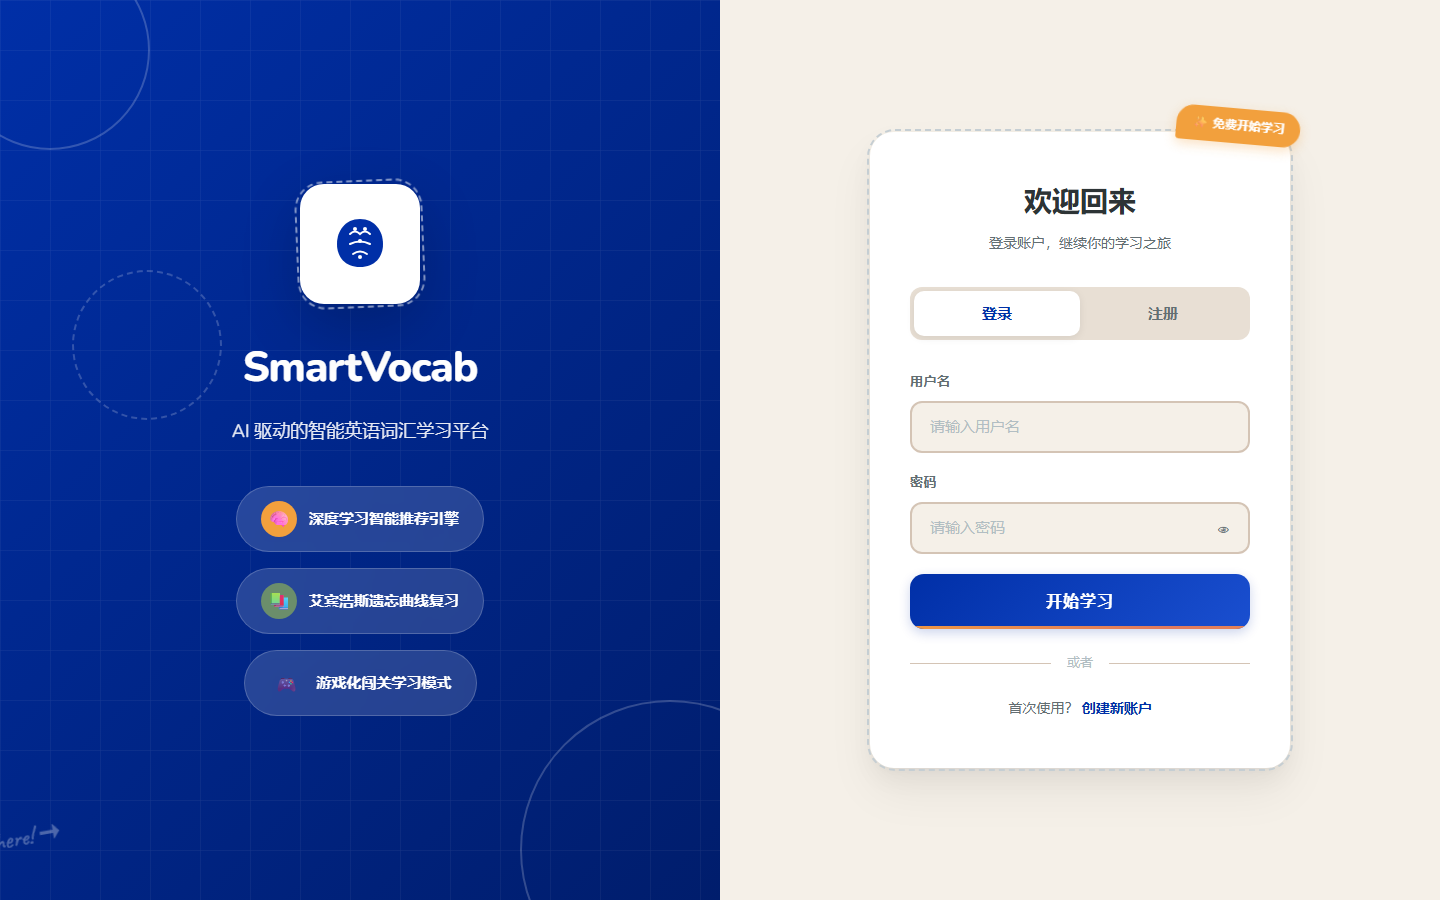 SmartVocab
AI 驱动的智能英语词汇学习平台
深度学习智能推荐引擎
艾宾浩斯遗忘曲线复习
游戏化闯关学习模式
here! →
✨ 免费开始学习
欢迎回来
登录账户，继续你的学习之旅
登录
注册
用户名
请输入用户名
密码
请输入密码
开始学习
或者
首次使用？ 创建新账户